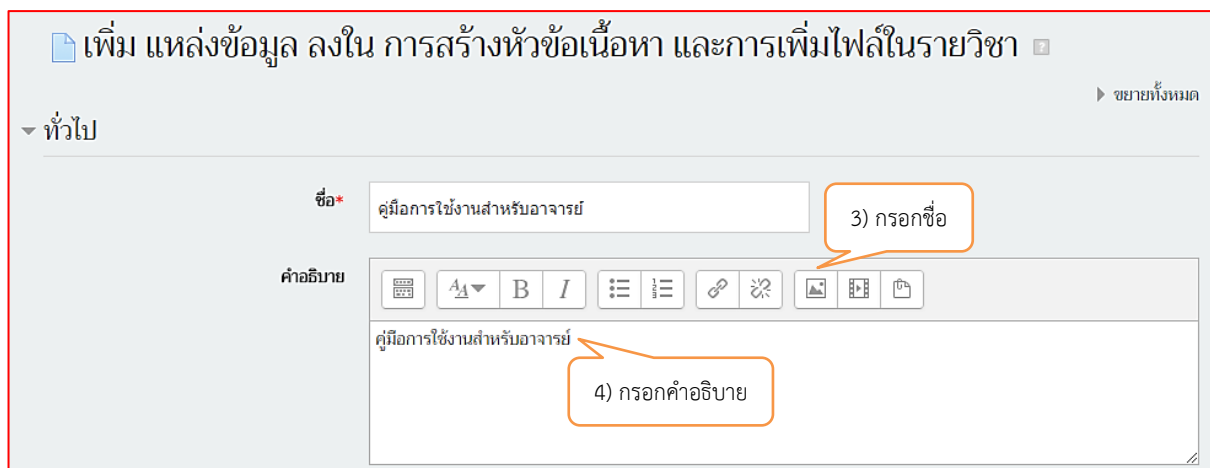 เพิ่ม แหล่งข้อมูล ลงใน การสร้างหัวข้อเนื้อหา และการเพิ่มไฟล์ในรายวิชา
ขยายทั้งหมด
ทั่วไป
ชื่อ*
คู่มือการใช้งานสำหรับอาจารย์
3) กรอกชื่อ
คำอธิบาย
B I
คู่มือการใช้งานสำหรับอาจารย์
4) กรอกคำอธิบาย